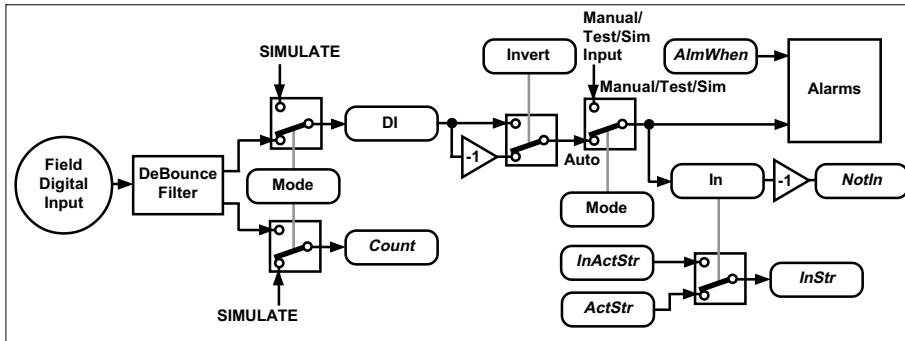 SIMULATE
Manual/
Test/Sim
Input
Invert
AlmWhen
Alarms
Manual/Test/Sim
DI
-1
Auto
Field
Digital
Input
DeBounce
Filter
Mode
Mode
In
-1
NotIn
Count
InActStr
InStr
ActStr
SIMULATE